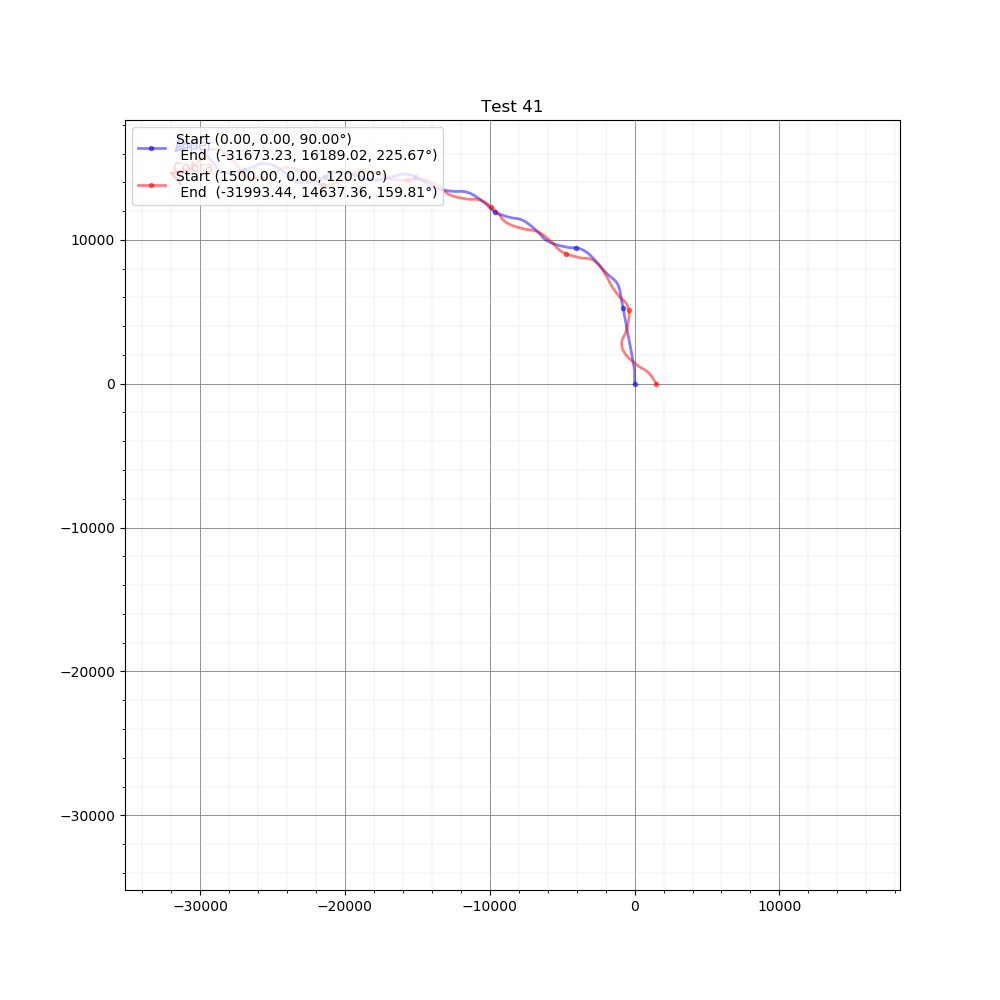 Test 41
Start (0.00, 0.00, 90.00°)
End (-31673.23, 16189.02, 225.67°)
Cobra
Start (1500.00, 0.00, 120.00°)
End (-31993.44, 14637.36, 159.81°)
10000
0
−10000
−20000
−30000
−30000 −20000 −10000 0 10000